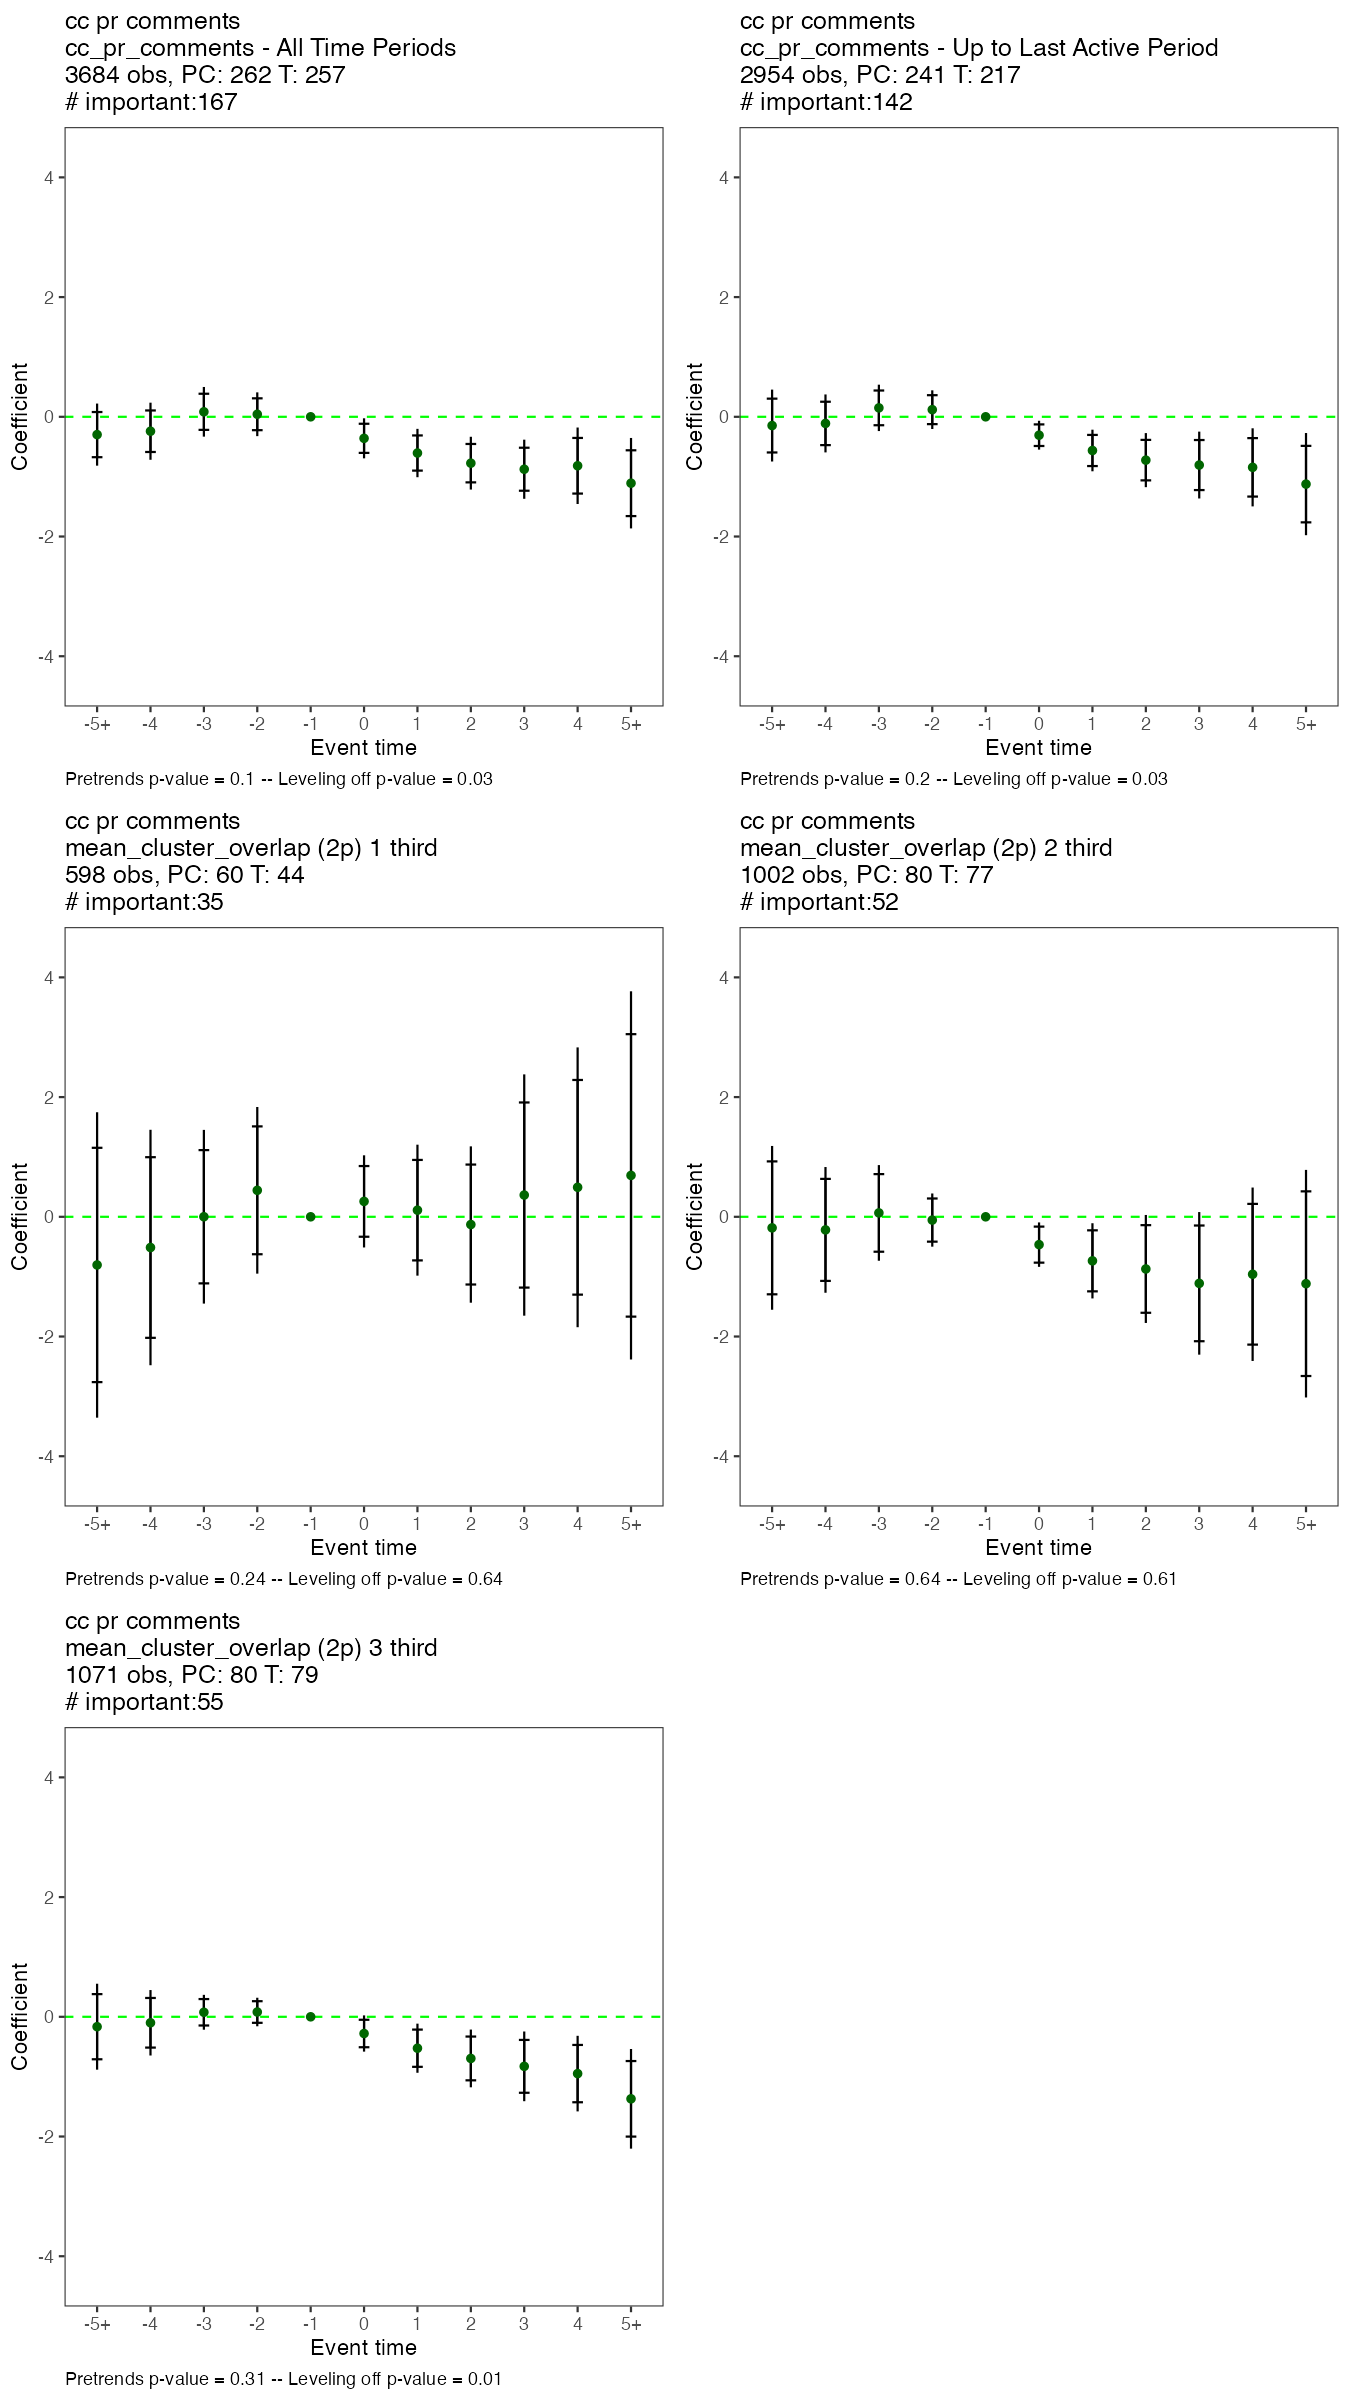 cc pr comments
cc_pr_comments - All Time Periods
3684 obs, PC: 262 T: 257
# important:167
4
2
0
-2
-4
Coefficient
-5+ -4 -3 -2 -1 0 1 2 3 4 5+
Event time
Pretrends p-value = 0.1 -- Leveling off p-value = 0.03
cc pr comments
cc_pr_comments - Up to Last Active Period
2954 obs, PC: 241 T: 217
# important:142
4
2
0
-2
-4
Coefficient
-5+ -4 -3 -2 -1 0 1 2 3 4 5+
Event time
Pretrends p-value = 0.2 -- Leveling off p-value = 0.03
cc pr comments
mean_cluster_overlap (2p) 1 third
598 obs, PC: 60 T: 44
# important:35
4
2
0
-2
-4
Coefficient
-5+ -4 -3 -2 -1 0 1 2 3 4 5+
Event time
Pretrends p-value = 0.24 -- Leveling off p-value = 0.64
cc pr comments
mean_cluster_overlap (2p) 2 third
1002 obs, PC: 80 T: 77
# important:52
4
2
0
-2
-4
Coefficient
-5+ -4 -3 -2 -1 0 1 2 3 4 5+
Event time
Pretrends p-value = 0.64 -- Leveling off p-value = 0.61
cc pr comments
mean_cluster_overlap (2p) 3 third
1071 obs, PC: 80 T: 79
# important:55
4
2
0
-2
-4
Coefficient
-5+ -4 -3 -2 -1 0 1 2 3 4 5+
Event time
Pretrends p-value = 0.31 -- Leveling off p-value = 0.01